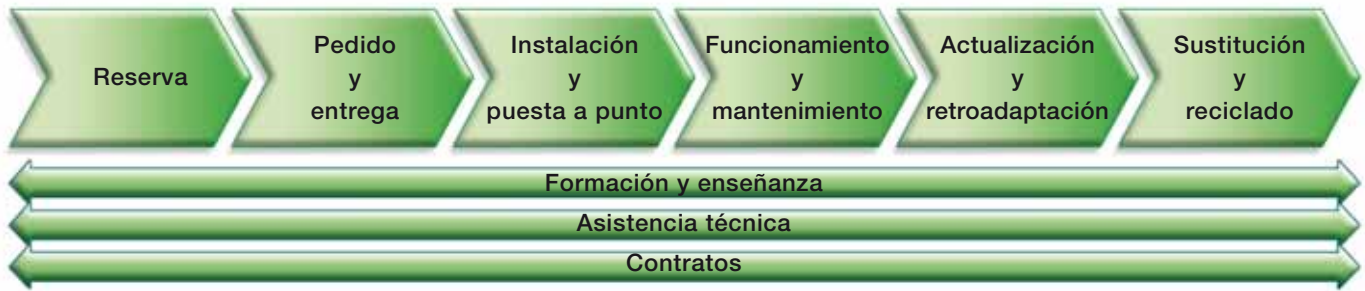 Reserva
Pedido
y
entrega
Instalación
y
puesta a punto
Funcionamiento
y
mantenimiento
Actualización
y
retroadaptación
Sustitución
y
reciclado
Formación y enseñanza
Asistencia técnica
Contratos